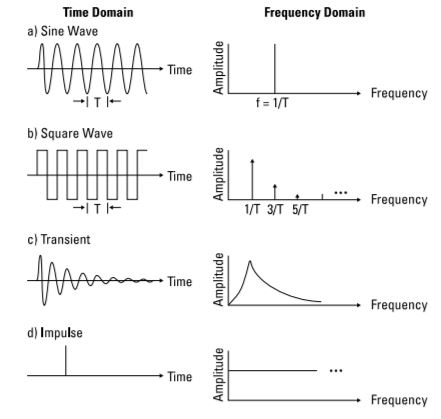 Time Domain
Frequency Domain
a) Sine Wave
Time
T
Amplitude
f = 1/T
Frequency
b) Square Wave
Time
T
Amplitude
1/T 3/T 5/T
...
Frequency
c) Transient
Time
Amplitude
Frequency
d) Impulse
Time
Amplitude
...
Frequency